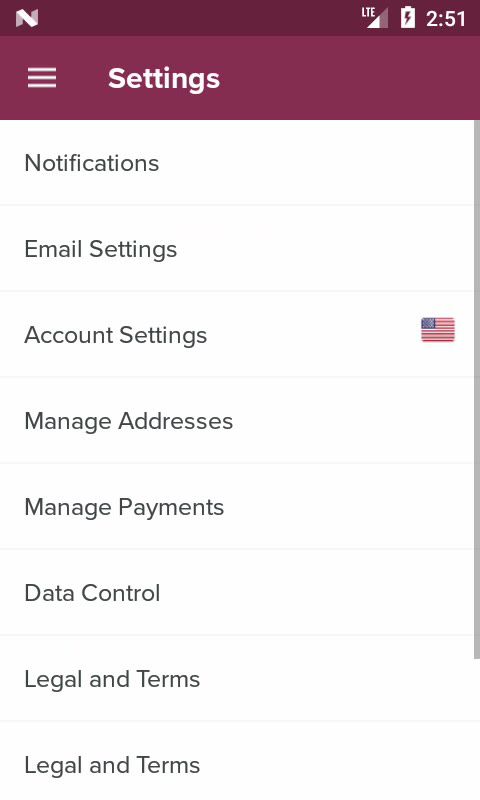 LTE 2:51
Settings
Notifications
Email Settings
Account Settings
Manage Addresses
Manage Payments
Data Control
Legal and Terms
Legal and Terms